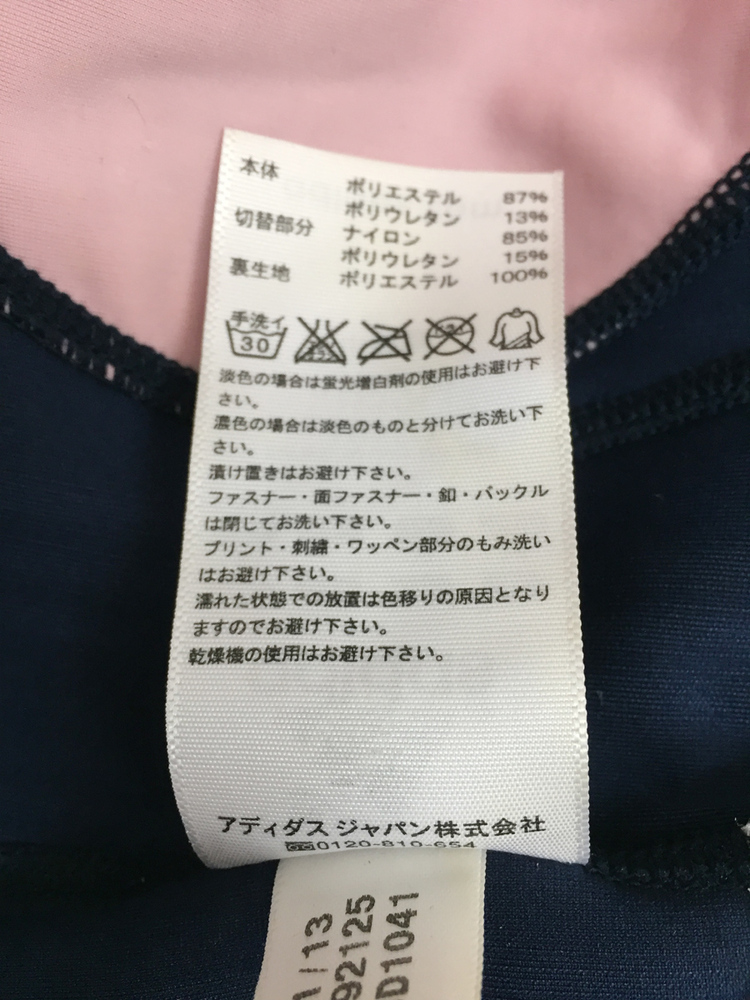 本体 ポリエステル 87%
ポリウレタン 13%
切替部分 ナイロン 85%
ポリウレタン 15%
裏生地 ポリエステル 100%
手洗イ
30
淡色の場合は蛍光増白剤の使用はお避け下
さい。
濃色の場合は淡色のものと分けてお洗い下
さい。
漬け置きはお避け下さい。
ファスナー・面ファスナー・釦・バックル
は閉じてお洗い下さい。
プリント・刺繍・ワッペン部分のもみ洗い
はお避け下さい。
濡れた状態での放置は色移りの原因となり
ますのでお避け下さい。
乾燥機の使用はお避け下さい。
アディダス ジャパン株式会社
0120-810-654
1/13
92125
D1041